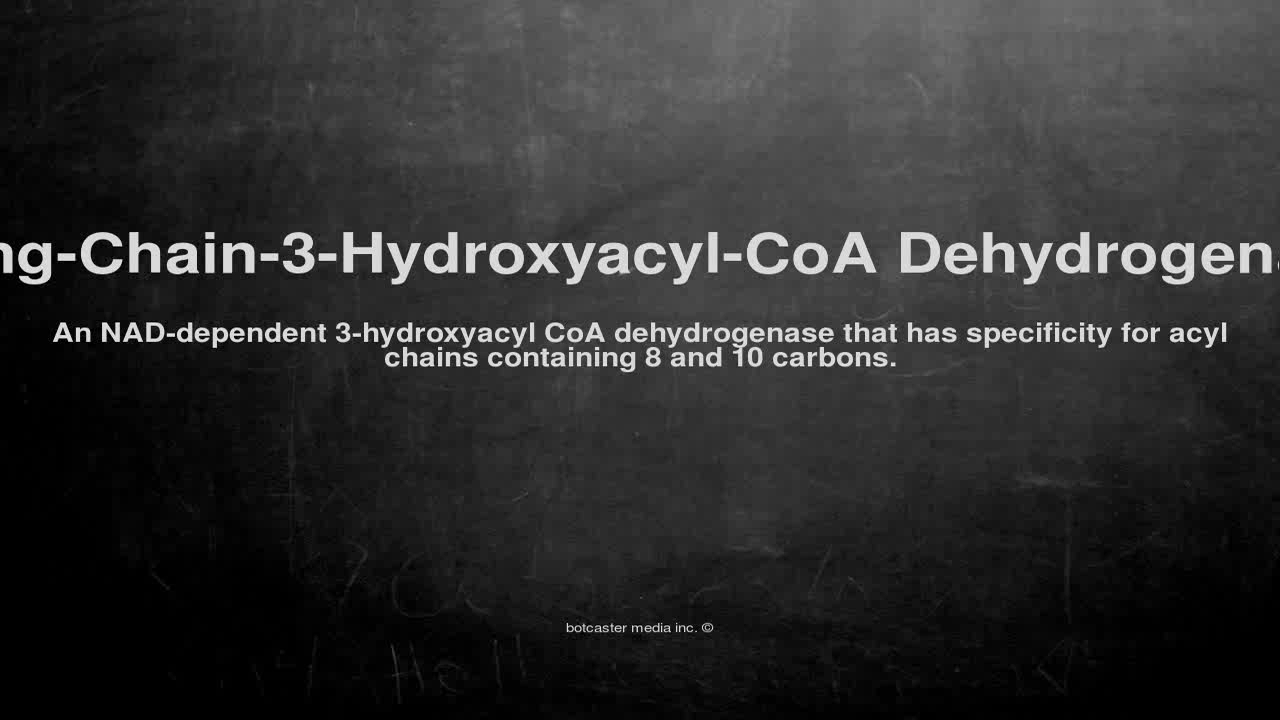 ng-Chain-3-Hydroxyacyl-CoA Dehydrogena
An NAD-dependent 3-hydroxyacyl CoA dehydrogenase that has specificity for acyl
chains containing 8 and 10 carbons.
botcaster media inc. ©